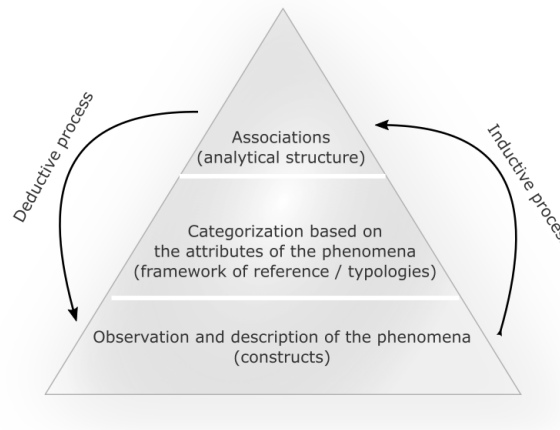 Deductive process
Inductive process
Associations
(analytical structure)
Categorization based on
the attributes of the phenomena
(framework of reference / typologies)
Observation and description of the phenomena
(constructs)